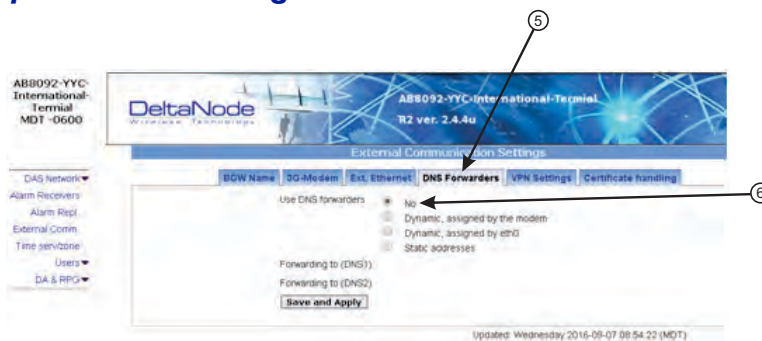 5
AB8092-YYC-
International-
Termial
MDT -0600
DeltaNode
Wireless Technology
AB8092-YYC-International-Termial
R2 ver. 2.4.4u
External Communication Settings
DAS Network
Alarm Receivers
Alarm Repl.
External Comm.
Time serv/zone
Users
DA & RPG
BGW Name 3G-Modem Ext. Ethernet DNS Forwarders VPN Settings Certificate handling
Use DNS forwarders No
6
Dynamic, assigned by the modem
Dynamic, assigned by eth0
Static addresses
Forwarding to (DNS1)
Forwarding to (DNS2)
Save and Apply
Updated: Wednesday 2016-09-07 08:54:22 (MDT)